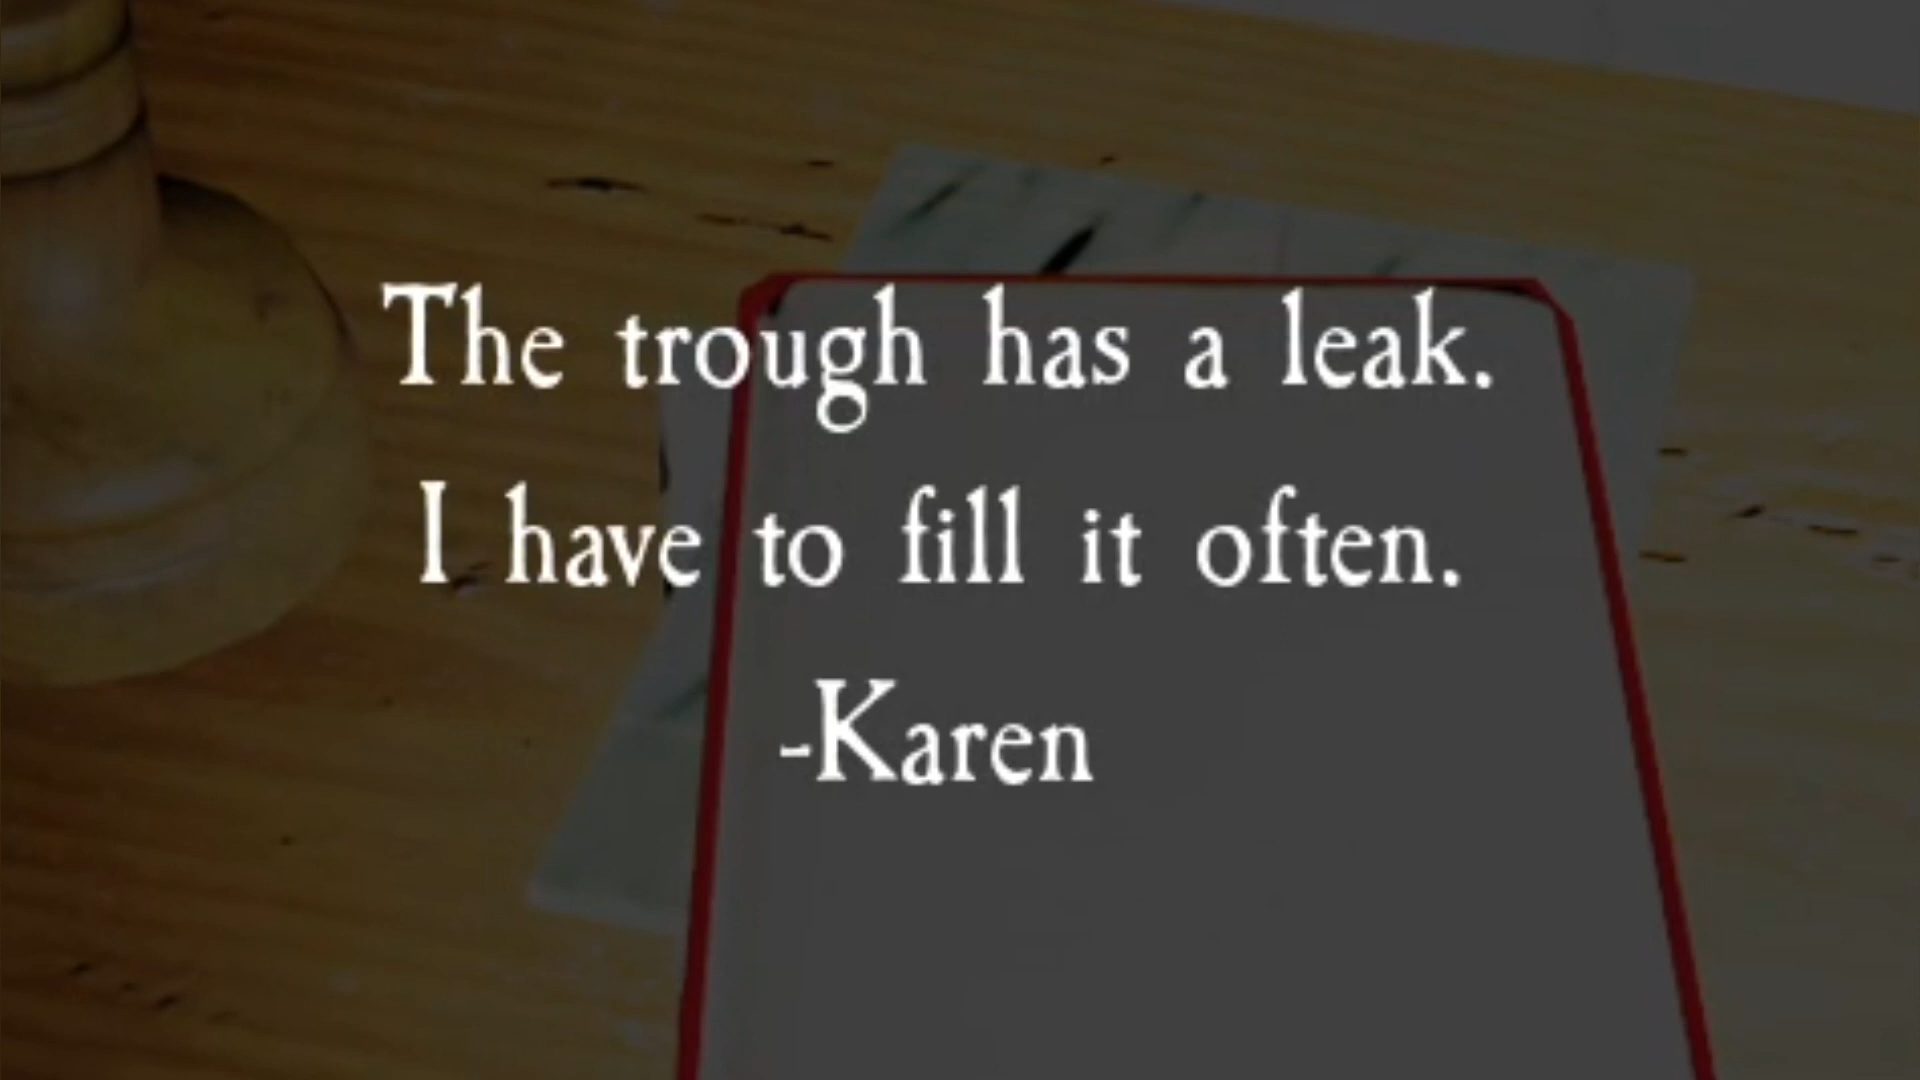 The trough has a leak.
I have to fill it often.
-Karen